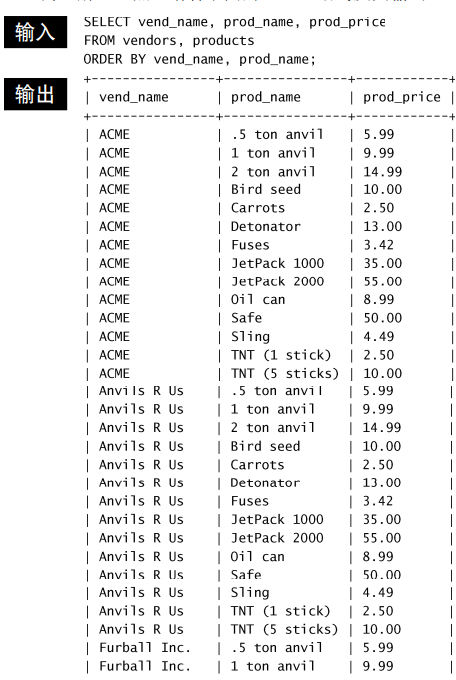 输入
SELECT vend_name, prod_name, prod_price
FROM vendors, products
ORDER BY vend_name, prod_name;
输出
+----------------+----------------+------------+
| vend_name | prod_name | prod_price |
+----------------+----------------+------------+
| ACME | .5 ton anvil | 5.99 |
| ACME | 1 ton anvil | 9.99 |
| ACME | 2 ton anvil | 14.99 |
| ACME | Bird seed | 10.00 |
| ACME | Carrots | 2.50 |
| ACME | Detonator | 13.00 |
| ACME | Fuses | 3.42 |
| ACME | JetPack 1000 | 35.00 |
| ACME | JetPack 2000 | 55.00 |
| ACME | Oil can | 8.99 |
| ACME | Safe | 50.00 |
| ACME | Sling | 4.49 |
| ACME | TNT (1 stick) | 2.50 |
| ACME | TNT (5 sticks) | 10.00 |
| Anvils R Us | .5 ton anvil | 5.99 |
| Anvils R Us | 1 ton anvil | 9.99 |
| Anvils R Us | 2 ton anvil | 14.99 |
| Anvils R Us | Bird seed | 10.00 |
| Anvils R Us | Carrots | 2.50 |
| Anvils R Us | Detonator | 13.00 |
| Anvils R Us | Fuses | 3.42 |
| Anvils R Us | JetPack 1000 | 35.00 |
| Anvils R Us | JetPack 2000 | 55.00 |
| Anvils R Us | Oil can | 8.99 |
| Anvils R Us | Safe | 50.00 |
| Anvils R Us | Sling | 4.49 |
| Anvils R Us | TNT (1 stick) | 2.50 |
| Anvils R Us | TNT (5 sticks) | 10.00 |
| Furball Inc. | .5 ton anvil | 5.99 |
| Furball Inc. | 1 ton anvil | 9.99 |